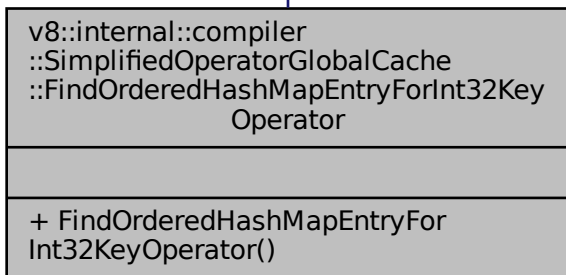 v8::internal::compiler
::SimplifiedOperatorGlobalCache
::FindOrderedHashMapEntryForInt32Key
Operator
+ FindOrderedHashMapEntryFor
Int32KeyOperator()